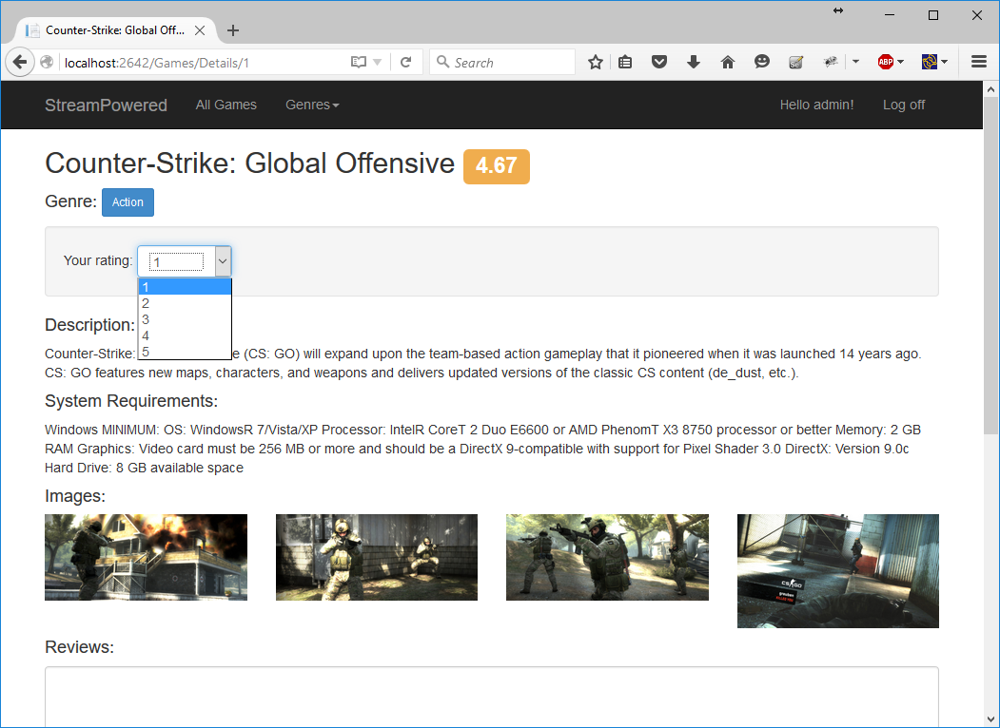 Counter-Strike: Global Off...
localhost:2642/Games/Details/1
Search
ABP
StreamPowered All Games Genres Hello admin! Log off
Counter-Strike: Global Offensive 4.67
Genre: Action
Your rating: 1
1
2
3
4
5
Description:
Counter-Strike: e (CS: GO) will expand upon the team-based action gameplay that it pioneered when it was launched 14 years ago.
CS: GO features new maps, characters, and weapons and delivers updated versions of the classic CS content (de_dust, etc.).
System Requirements:
Windows MINIMUM: OS: WindowsR 7/Vista/XP Processor: IntelR CoreT 2 Duo E6600 or AMD PhenomT X3 8750 processor or better Memory: 2 GB
RAM Graphics: Video card must be 256 MB or more and should be a DirectX 9-compatible with support for Pixel Shader 3.0 DirectX: Version 9.0c
Hard Drive: 8 GB available space
Images:
CS GO
Reviews: